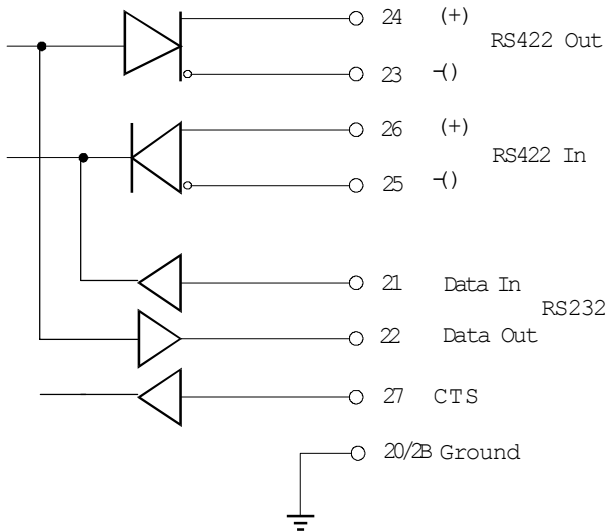 24 (+)
RS422 Out
23 -()
26 (+)
RS422 In
25 -()
21 Data In
RS232
22 Data Out
27 CTS
20/2B Ground